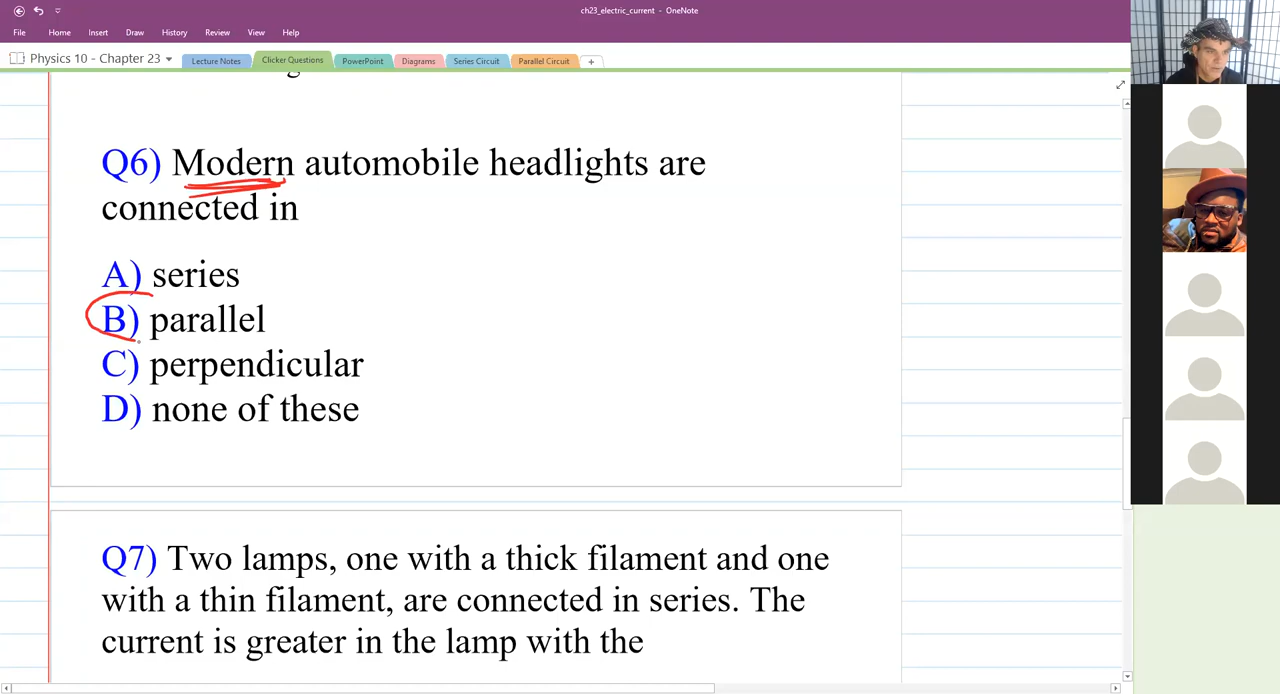 ch23_electric_current - OneNote
File Home Insert Draw History Review View Help
Physics 10 - Chapter 23 Lecture Notes Clicker Questions PowerPoint Diagrams Series Circuit Parallel Circuit +
Q6) Modern automobile headlights are
connected in
A) series
B) parallel
C) perpendicular
D) none of these
Q7) Two lamps, one with a thick filament and one
with a thin filament, are connected in series. The
current is greater in the lamp with the